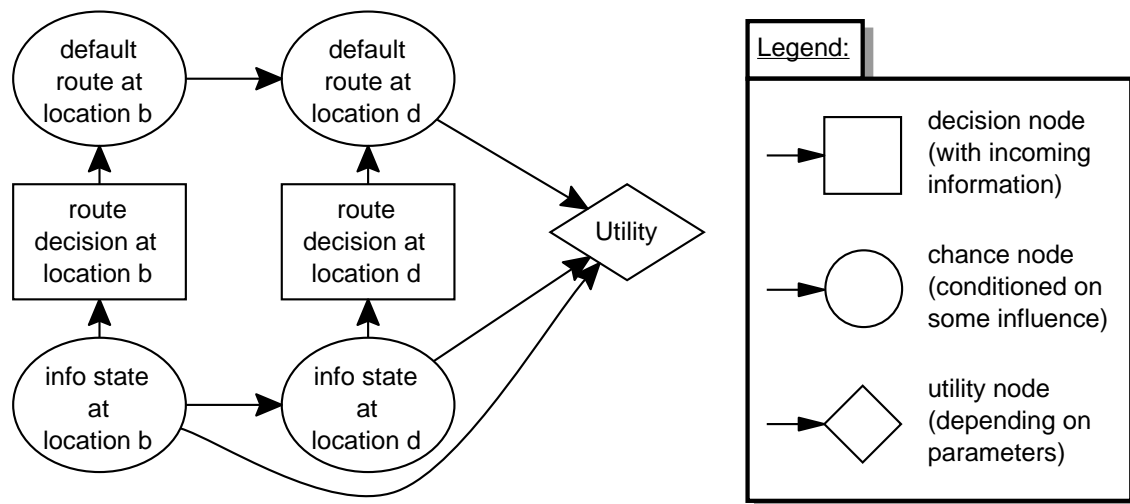 default
route at
location b
default
route at
location d
route
decision at
location b
route
decision at
location d
Utility
info state
at
location b
info state
at
location d
Legend:
decision node
(with incoming
information)
chance node
(conditioned on
some influence)
utility node
(depending on
parameters)